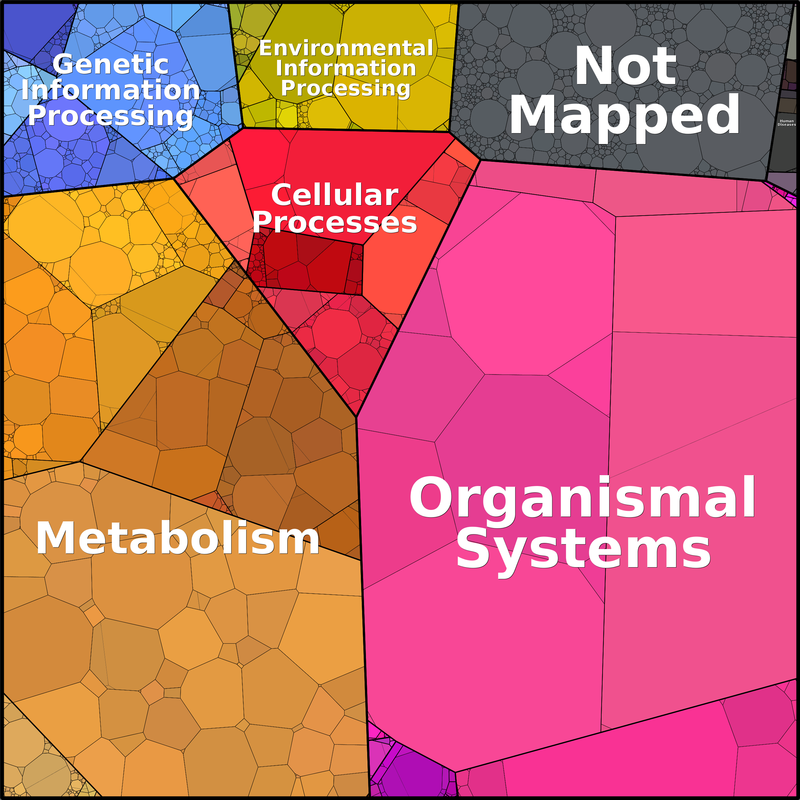 Genetic
Information
Processing
Environmental
Information
Processing
Not
Mapped
Human
Diseases
Cellular
Processes
Organismal
Systems
Metabolism